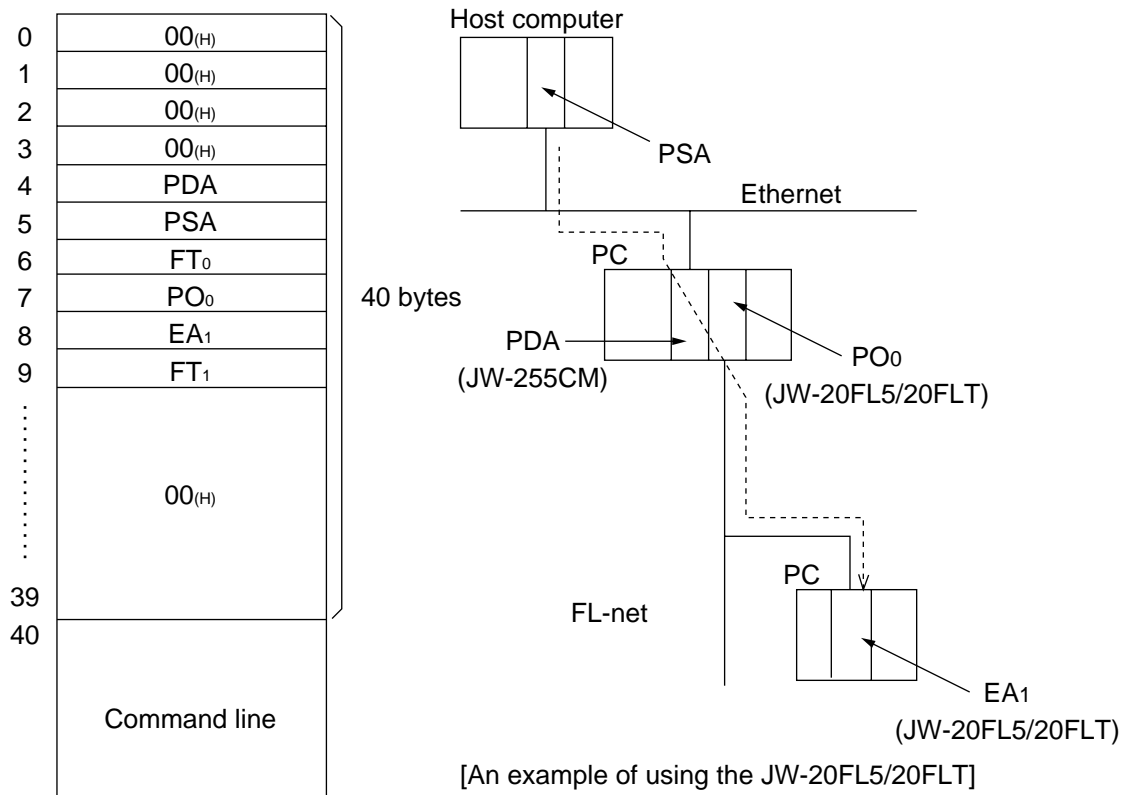 0 00(H)
1 00(H)
2 00(H)
3 00(H)
4 PDA
5 PSA
6 FT0
7 PO0
8 EA1
9 FT1
00(H)
39
40
Command line
40 bytes
Host computer
PSA
Ethernet
PC
PDA
(JW-255CM)
PO0
(JW-20FL5/20FLT)
PC
FL-net
EA1
(JW-20FL5/20FLT)
[An example of using the JW-20FL5/20FLT]